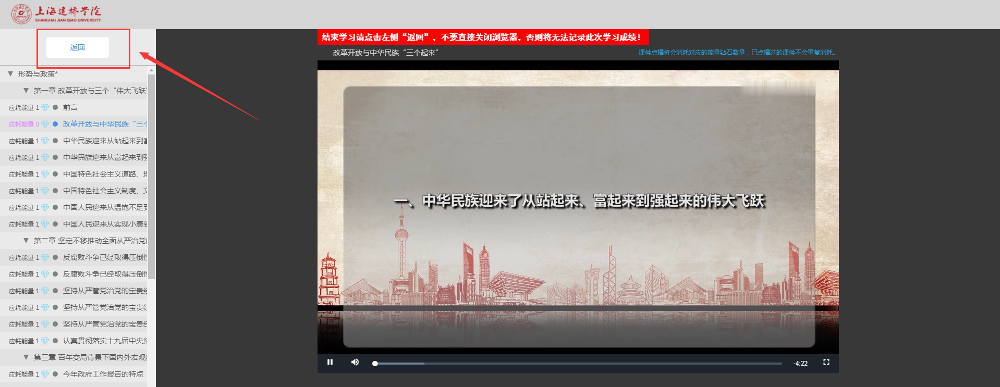 上海建桥学院
SHANGHAI JIAN QIAO UNIVERSITY
返回
形势与政策*
第一章 改革开放与三个“伟大飞跃”
应耗能量 1 前言
应耗能量 0 改革开放与中华民族“三个
应耗能量 1 中华民族迎来从站起来到富
应耗能量 1 中华民族迎来从富起来到强
应耗能量 1 中国特色社会主义道路、理
应耗能量 1 中国特色社会主义制度、文
应耗能量 1 中国人民迎来从温饱不足到
应耗能量 1 中国人民迎来从实现小康到
第二章 坚定不移推动全面从严治党向
应耗能量 1 反腐败斗争已经取得压倒性
应耗能量 1 反腐败斗争已经取得压倒性
应耗能量 1 坚持从严管党治党的宝贵经
应耗能量 1 坚持从严管党治党的宝贵经
应耗能量 1 坚持从严管党治党的宝贵经
应耗能量 1 认真贯彻落实十九届中央纪
第三章 百年变局背景下国内外宏观经
应耗能量 1 今年政府工作报告的特点
结束学习请点击左侧“返回”，不要直接关闭浏览器，否则将无法记录此次学习成绩！
改革开放与中华民族“三个起来”
课件点播将会消耗对应的能量钻石数量，已点播过的课件不会重复消耗。
一、中华民族迎来了从站起来、富起来到强起来的伟大飞跃
-4:22